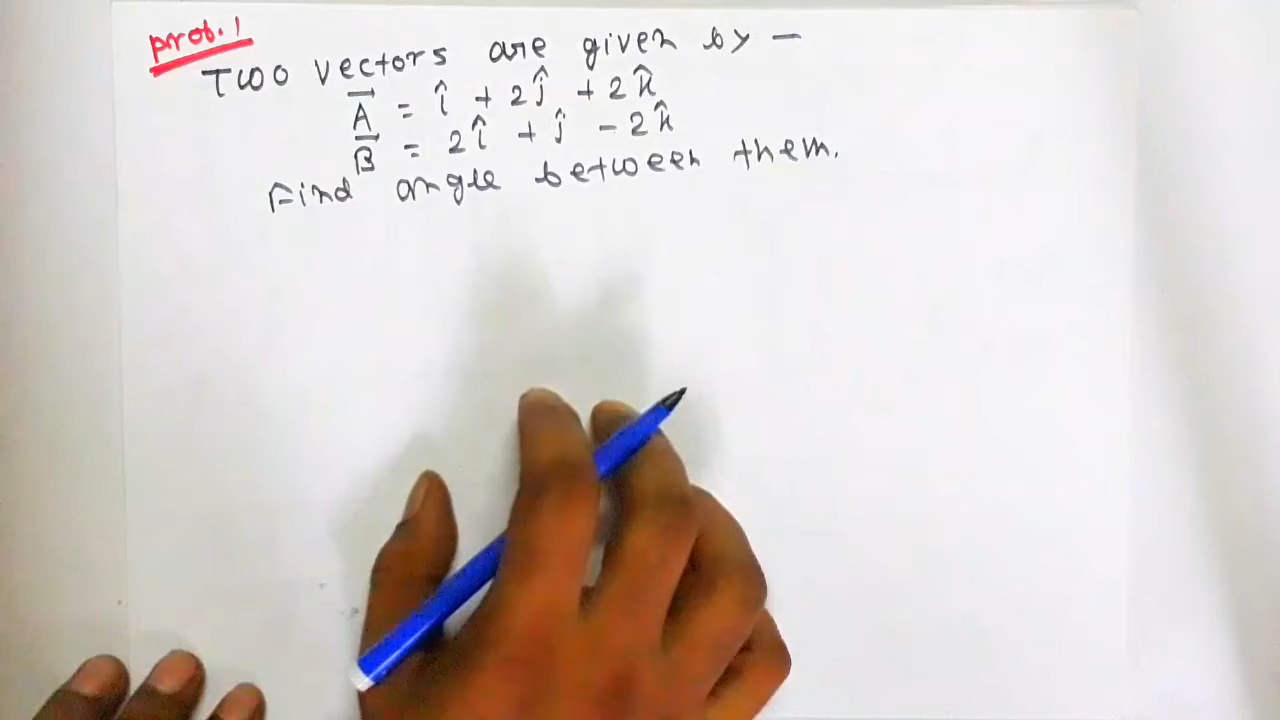 prob. 1
Two vectors are given by -
A⃗ = î + 2ĵ + 2k̂
B⃗ = 2î + ĵ - 2k̂
Find angle between them.